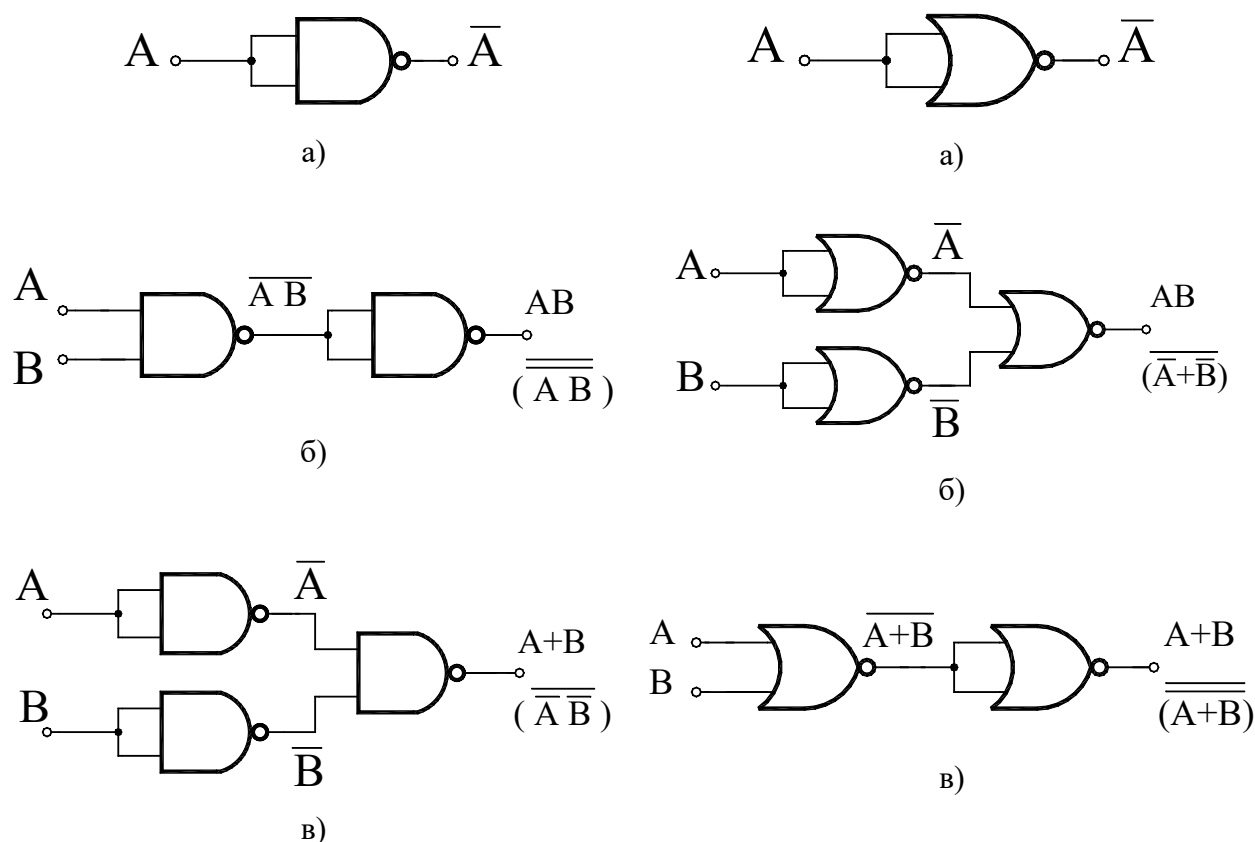 A A̅
а)
A
B
A̅ ̅B̅
AB
(A̿ ̿B̿)
б)
A
A̅
B
B̅
A+B
(A̿ ̅B̿)
в)
A A̅
а)
A
A̅
B
B̅
AB
(A̿+̅B̿)
б)
A
B
A̅+̅B̅
A+B
(A̿+̿B̿)
в)